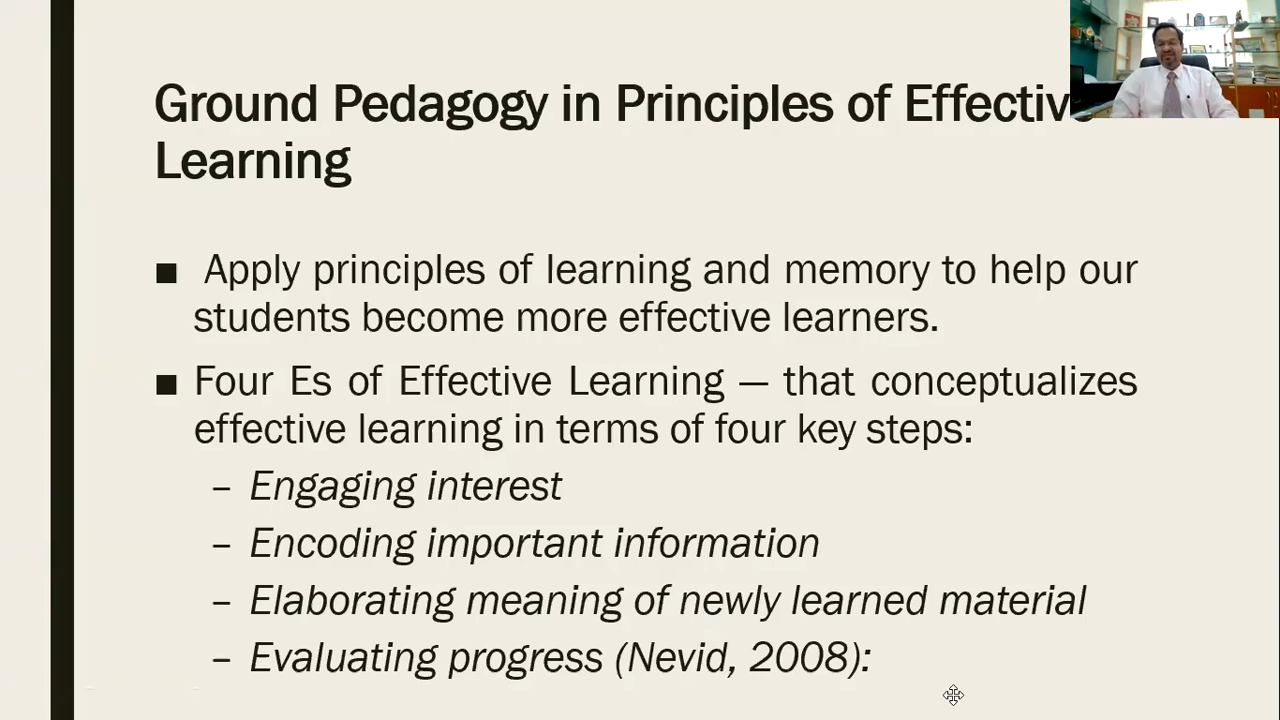 Ground Pedagogy in Principles of Effective
Learning
■ Apply principles of learning and memory to help our
students become more effective learners.
■ Four Es of Effective Learning — that conceptualizes
effective learning in terms of four key steps:
– Engaging interest
– Encoding important information
– Elaborating meaning of newly learned material
– Evaluating progress (Nevid, 2008):